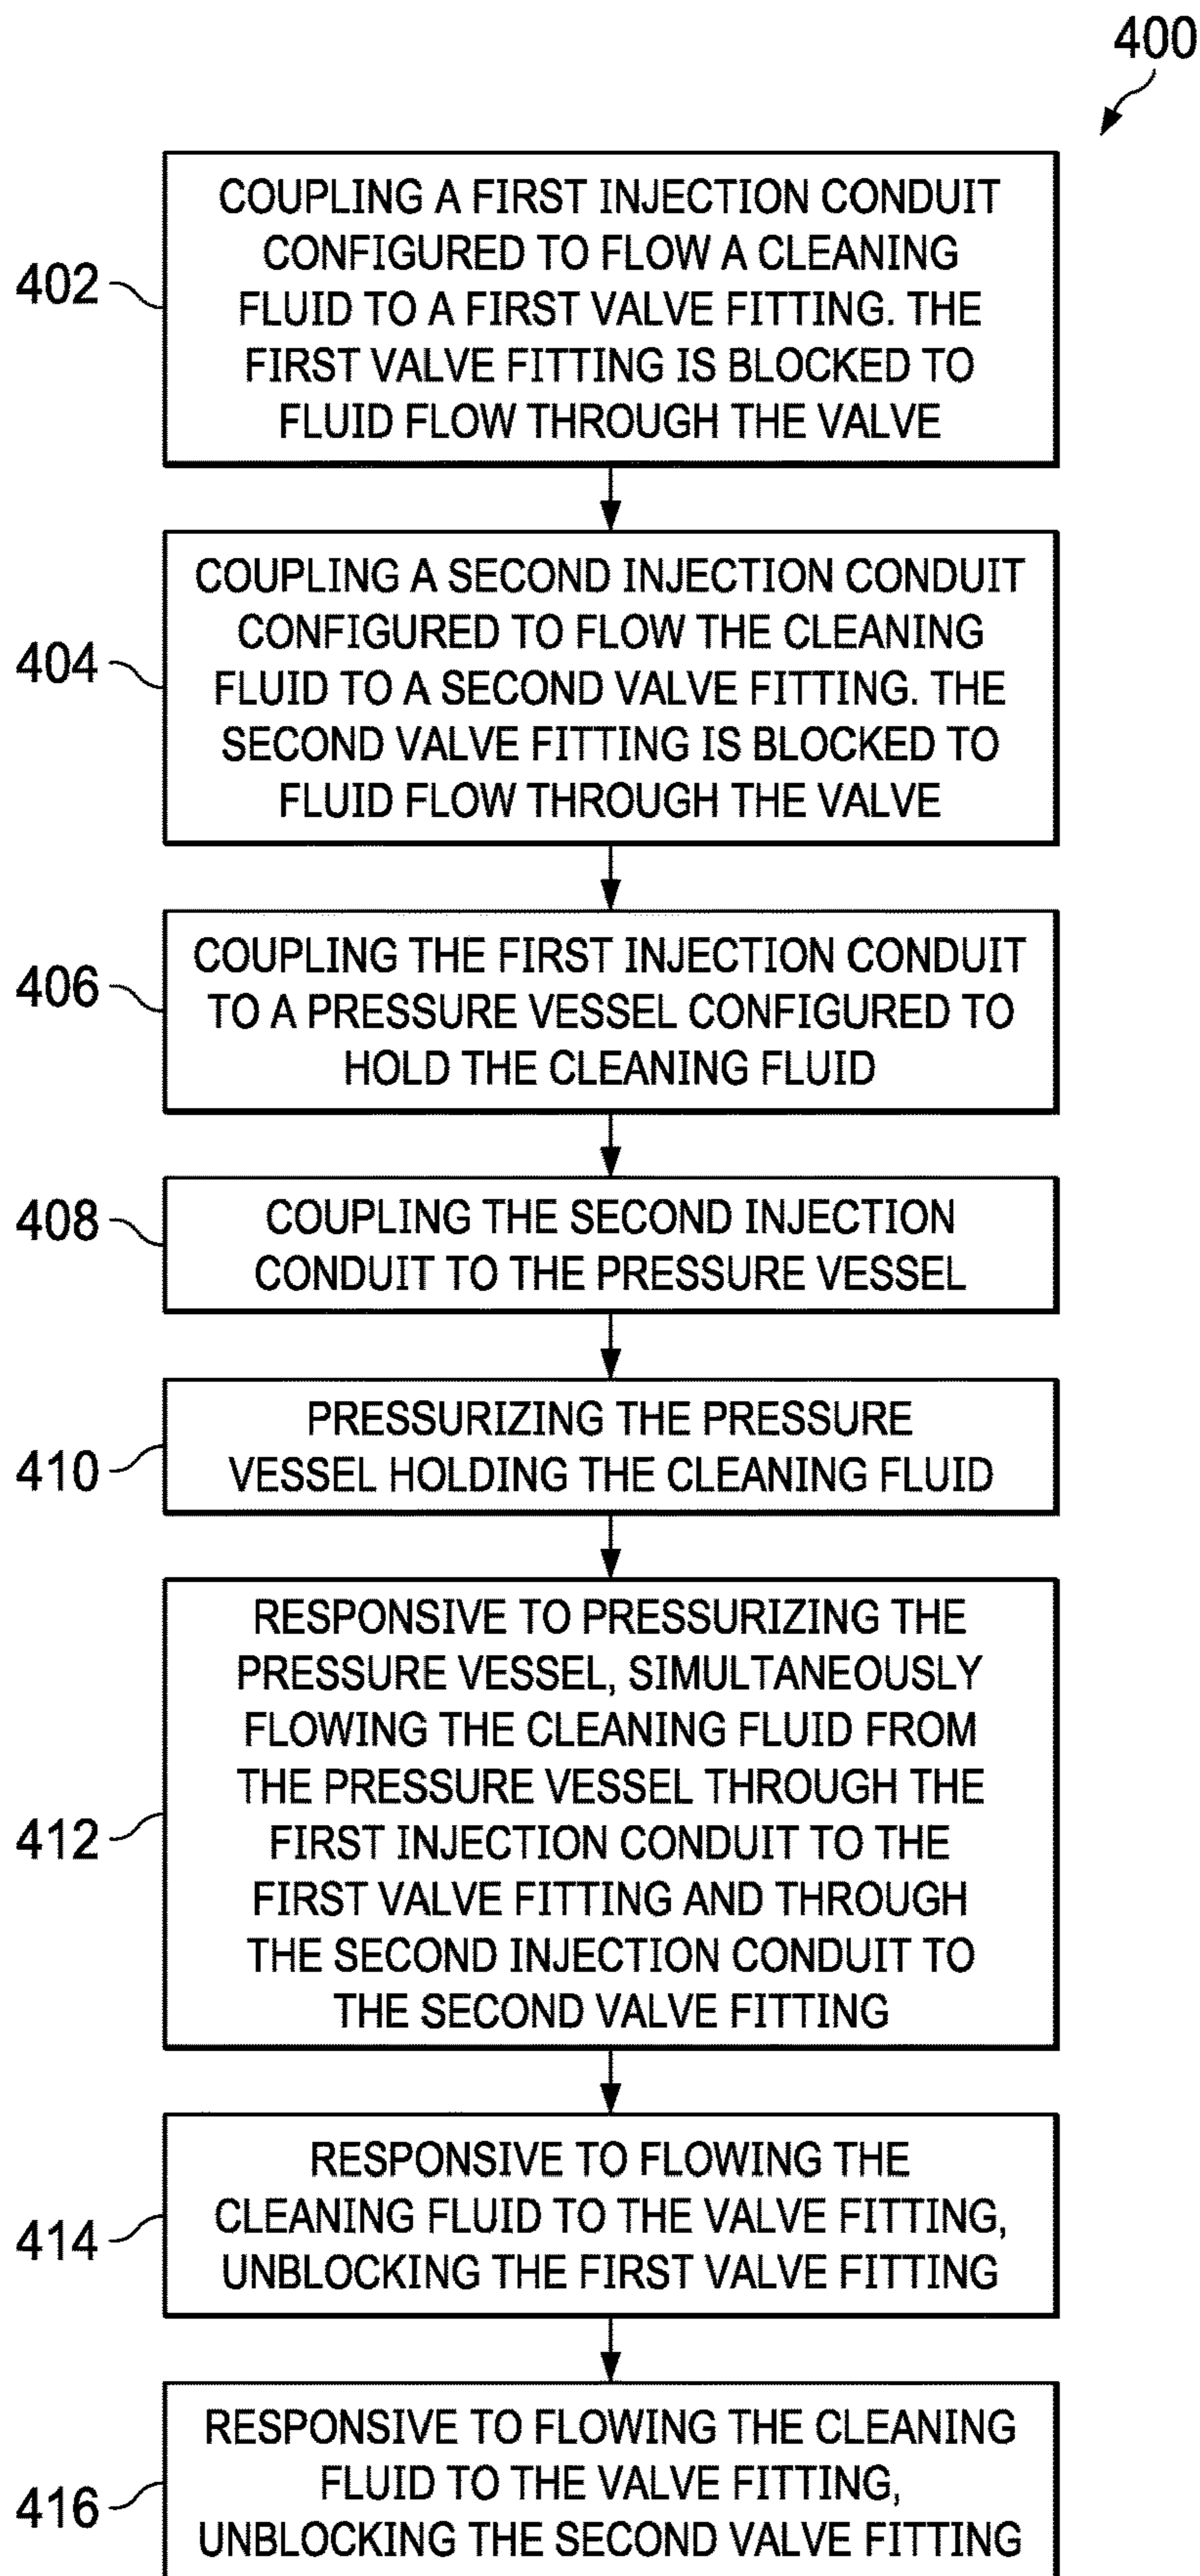 400
402
COUPLING A FIRST INJECTION CONDUIT
CONFIGURED TO FLOW A CLEANING
FLUID TO A FIRST VALVE FITTING. THE
FIRST VALVE FITTING IS BLOCKED TO
FLUID FLOW THROUGH THE VALVE
404
COUPLING A SECOND INJECTION CONDUIT
CONFIGURED TO FLOW THE CLEANING
FLUID TO A SECOND VALVE FITTING. THE
SECOND VALVE FITTING IS BLOCKED TO
FLUID FLOW THROUGH THE VALVE
406
COUPLING THE FIRST INJECTION CONDUIT
TO A PRESSURE VESSEL CONFIGURED TO
HOLD THE CLEANING FLUID
408
COUPLING THE SECOND INJECTION
CONDUIT TO THE PRESSURE VESSEL
410
PRESSURIZING THE PRESSURE
VESSEL HOLDING THE CLEANING FLUID
412
RESPONSIVE TO PRESSURIZING THE
PRESSURE VESSEL, SIMULTANEOUSLY
FLOWING THE CLEANING FLUID FROM
THE PRESSURE VESSEL THROUGH THE
FIRST INJECTION CONDUIT TO THE
FIRST VALVE FITTING AND THROUGH
THE SECOND INJECTION CONDUIT TO
THE SECOND VALVE FITTING
414
RESPONSIVE TO FLOWING THE
CLEANING FLUID TO THE VALVE FITTING,
UNBLOCKING THE FIRST VALVE FITTING
416
RESPONSIVE TO FLOWING THE CLEANING
FLUID TO THE VALVE FITTING,
UNBLOCKING THE SECOND VALVE FITTING